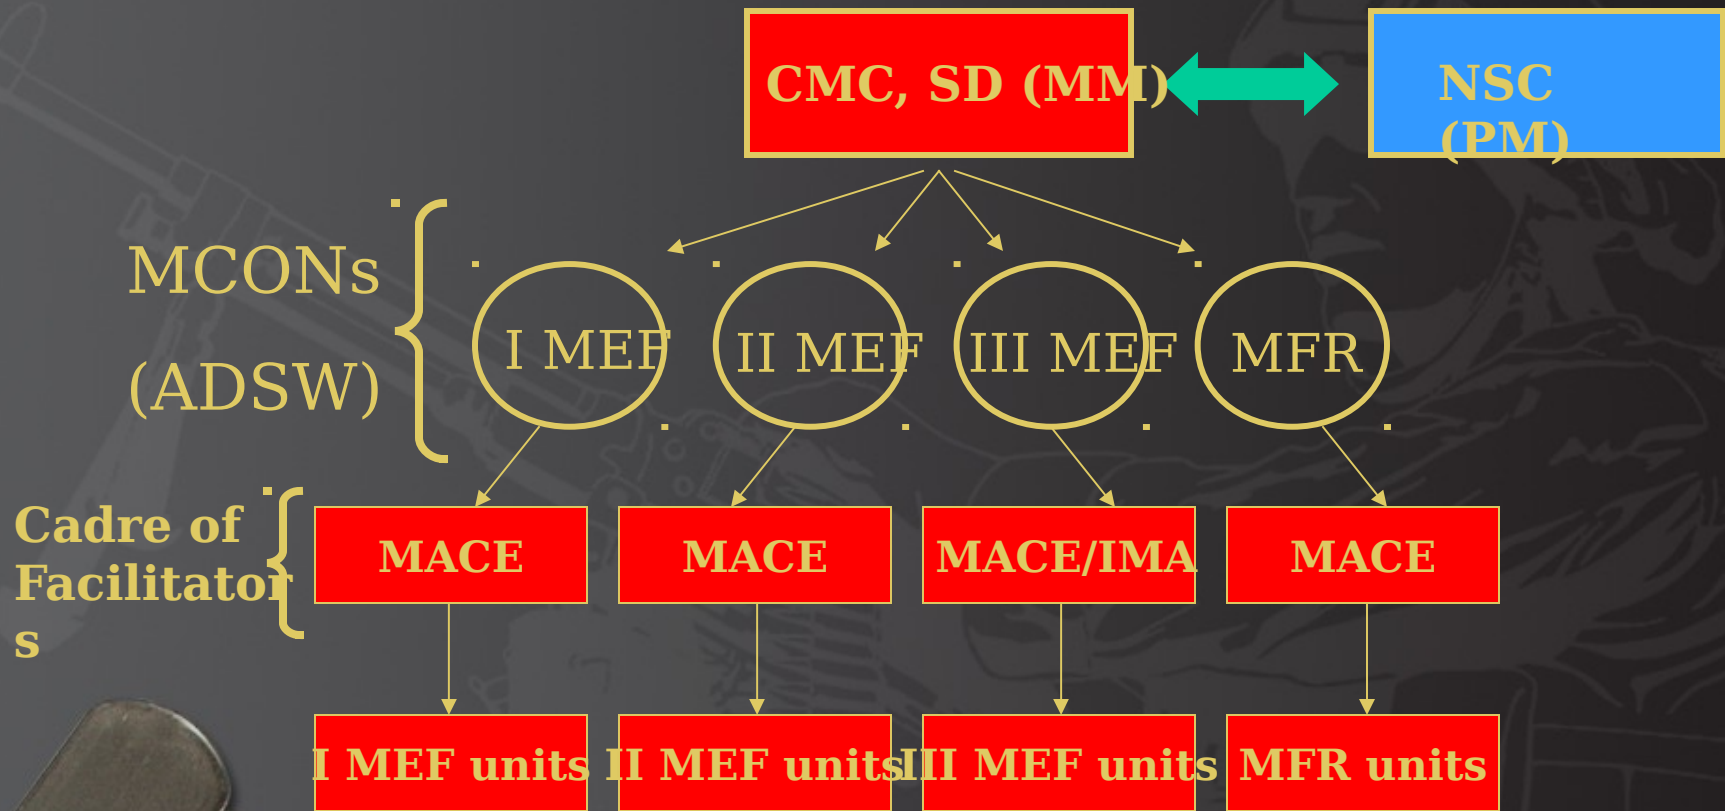 CMC, SD (MM)
NSC
(PM)
MCONs
(ADSW)
I MEF
II MEF
III MEF
MFR
Cadre of
Facilitator
s
MACE
MACE
MACE/IMA
MACE
I MEF units
II MEF units
III MEF units
MFR units